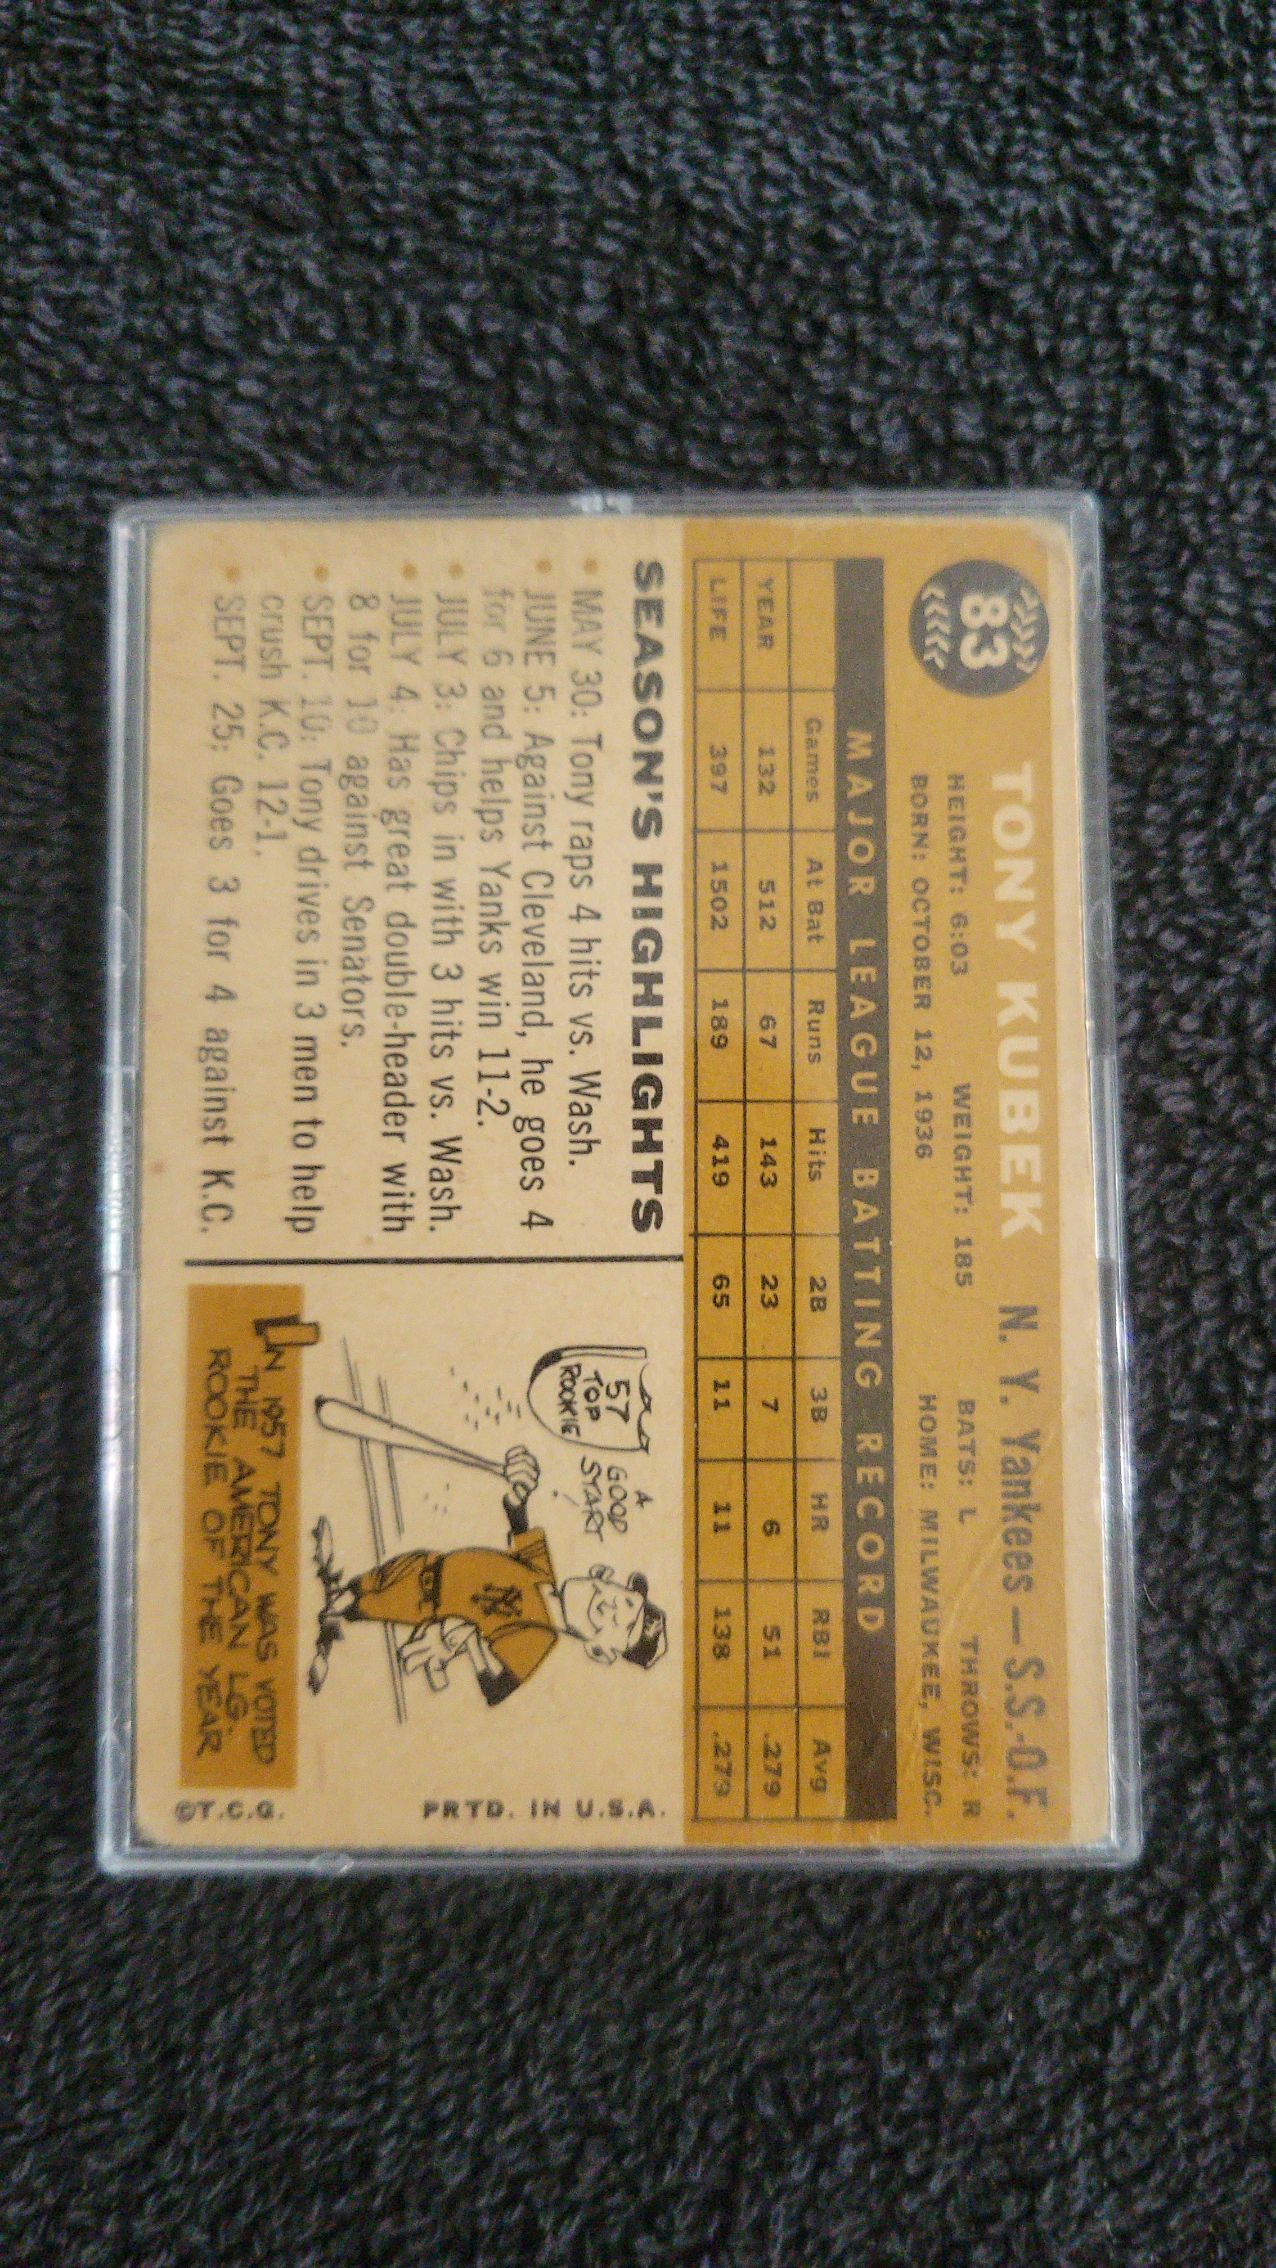 83
TONY KUBEK N. Y. Yankees — S.S.-O.F.
HEIGHT: 6:03 WEIGHT: 185 BATS: L THROWS: R
BORN: OCTOBER 12, 1936 HOME: MILWAUKEE, WISC.
MAJOR LEAGUE BATTING RECORD
Games At Bat Runs Hits 2B 3B HR RBI Avg
YEAR 132 512 67 143 23 7 6 51 .279
LIFE 397 1502 189 419 65 11 11 138 .279
SEASON'S HIGHLIGHTS
• MAY 30: Tony raps 4 hits vs. Wash.
• JUNE 5: Against Cleveland, he goes 4
for 6 and helps Yanks win 11-2.
• JULY 3: Chips in with 3 hits vs. Wash.
• JULY 4: Has great double-header with
8 for 10 against Senators.
• SEPT. 10: Tony drives in 3 men to help
crush K.C. 12-1.
• SEPT. 25: Goes 3 for 4 against K.C.
57
TOP
ROOKIE
A
GOOD
START
NY
IN 1957 TONY WAS VOTED
THE AMERICAN LG.
ROOKIE OF THE YEAR
©T.C.G. PRTD. IN U.S.A.